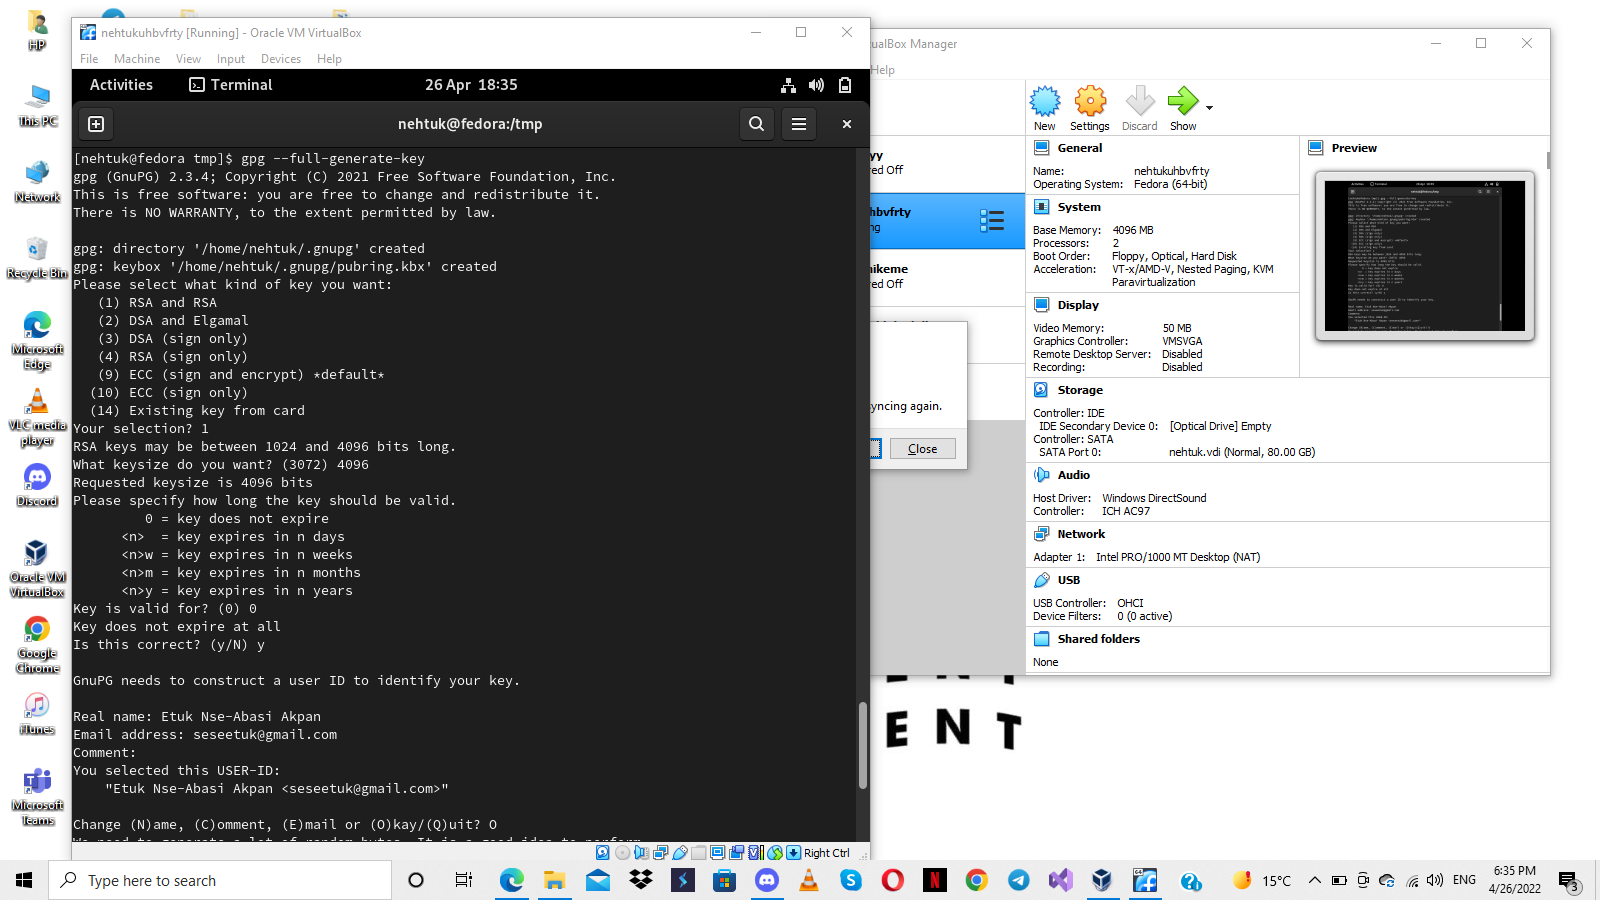 HP
This PC
Network
Recycle Bin
Microsoft
Edge
VLC media
player
Discord
Oracle VM
VirtualBox
Google
Chrome
iTunes
Microsoft
Teams
nehtukuhbvfrty [Running] - Oracle VM VirtualBox
File Machine View Input Devices Help
Activities Terminal 26 Apr 18:35
nehtuk@fedora:/tmp
[nehtuk@fedora tmp]$ gpg --full-generate-key
gpg (GnuPG) 2.3.4; Copyright (C) 2021 Free Software Foundation, Inc.
This is free software: you are free to change and redistribute it.
There is NO WARRANTY, to the extent permitted by law.
gpg: directory '/home/nehtuk/.gnupg' created
gpg: keybox '/home/nehtuk/.gnupg/pubring.kbx' created
Please select what kind of key you want:
(1) RSA and RSA
(2) DSA and Elgamal
(3) DSA (sign only)
(4) RSA (sign only)
(9) ECC (sign and encrypt) *default*
(10) ECC (sign only)
(14) Existing key from card
Your selection? 1
RSA keys may be between 1024 and 4096 bits long.
What keysize do you want? (3072) 4096
Requested keysize is 4096 bits
Please specify how long the key should be valid.
0 = key does not expire
<n>  = key expires in n days
<n>w = key expires in n weeks
<n>m = key expires in n months
<n>y = key expires in n years
Key is valid for? (0) 0
Key does not expire at all
Is this correct? (y/N) y
GnuPG needs to construct a user ID to identify your key.
Real name: Etuk Nse-Abasi Akpan
Email address: seseetuk@gmail.com
Comment:
You selected this USER-ID:
"Etuk Nse-Abasi Akpan <seseetuk@gmail.com>"
Change (N)ame, (C)omment, (E)mail or (O)kay/(Q)uit? O
We need to generate a lot of random bytes. It is a good idea to perform
Right Ctrl
ualBox Manager
Help
New Settings Discard Show
yy
red Off
hbvfrty
ng
nikeme
red Off
yncing again.
Close
General
Name: nehtukuhbvfrty
Operating System: Fedora (64-bit)
System
Base Memory: 4096 MB
Processors: 2
Boot Order: Floppy, Optical, Hard Disk
Acceleration: VT-x/AMD-V, Nested Paging, KVM
Paravirtualization
Display
Video Memory: 50 MB
Graphics Controller: VMSVGA
Remote Desktop Server: Disabled
Recording: Disabled
Storage
Controller: IDE
IDE Secondary Device 0: [Optical Drive] Empty
Controller: SATA
SATA Port 0: nehtuk.vdi (Normal, 80.00 GB)
Audio
Host Driver: Windows DirectSound
Controller: ICH AC97
Network
Adapter 1: Intel PRO/1000 MT Desktop (NAT)
USB
USB Controller: OHCI
Device Filters: 0 (0 active)
Shared folders
None
Preview
E N T
E N T
Type here to search
15°C
ENG
6:35 PM
4/26/2022
3